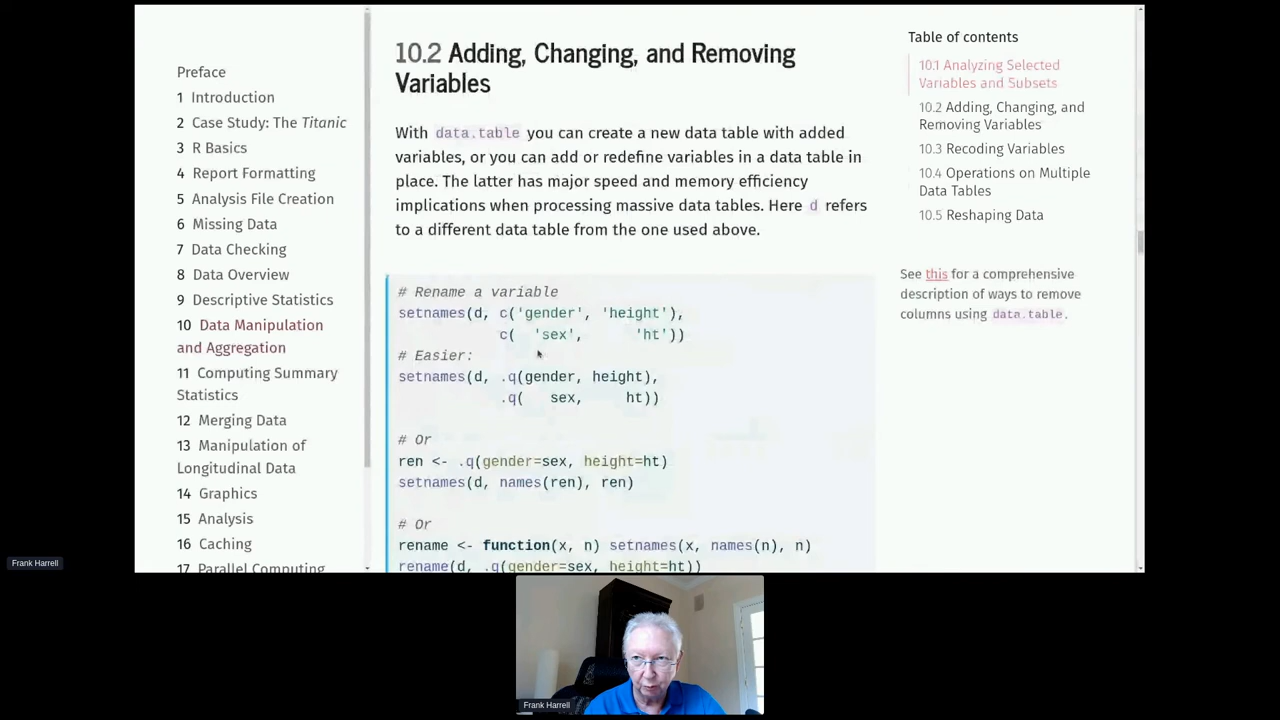 Preface
1 Introduction
2 Case Study: The Titanic
3 R Basics
4 Report Formatting
5 Analysis File Creation
6 Missing Data
7 Data Checking
8 Data Overview
9 Descriptive Statistics
10 Data Manipulation
and Aggregation
11 Computing Summary
Statistics
12 Merging Data
13 Manipulation of
Longitudinal Data
14 Graphics
15 Analysis
16 Caching
17 Parallel Computing
10.2 Adding, Changing, and Removing
Variables
With data.table you can create a new data table with added
variables, or you can add or redefine variables in a data table in
place. The latter has major speed and memory efficiency
implications when processing massive data tables. Here d refers
to a different data table from the one used above.
# Rename a variable
setnames(d, c('gender', 'height'),
c( 'sex', 'ht'))
# Easier:
setnames(d, .q(gender, height),
.q( sex, ht))
# Or
ren <- .q(gender=sex, height=ht)
setnames(d, names(ren), ren)
# Or
rename <- function(x, n) setnames(x, names(n), n)
rename(d, .q(gender=sex, height=ht))
Table of contents
10.1 Analyzing Selected
Variables and Subsets
10.2 Adding, Changing, and
Removing Variables
10.3 Recoding Variables
10.4 Operations on Multiple
Data Tables
10.5 Reshaping Data
See this for a comprehensive
description of ways to remove
columns using data.table.
Frank Harrell
Frank Harrell